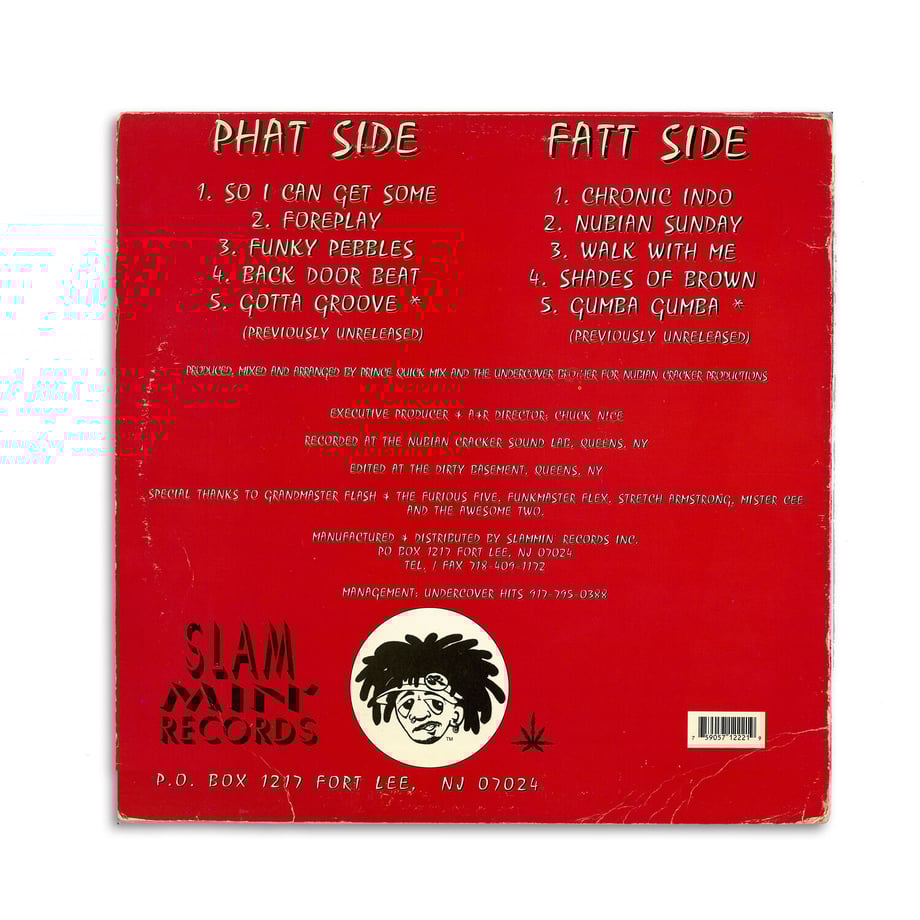 PHAT SIDE
1. SO I CAN GET SOME
2. FOREPLAY
3. FUNKY PEBBLES
4. BACK DOOR BEAT
5. GOTTA GROOVE *
(PREVIOUSLY UNRELEASED)
FATT SIDE
1. CHRONIC INDO
2. NUBIAN SUNDAY
3. WALK WITH ME
4. SHADES OF BROWN
5. GUMBA GUMBA *
(PREVIOUSLY UNRELEASED)
PRODUCED, MIXED AND ARRANGED BY PRINCE QUICK MIX AND THE UNDERCOVER BROTHER FOR NUBIAN CRACKER PRODUCTIONS
EXECUTIVE PRODUCER & A&R DIRECTOR: CHUCK NICE
RECORDED AT THE NUBIAN CRACKER SOUND LAB, QUEENS, NY
EDITED AT THE DIRTY BASEMENT, QUEENS, NY
SPECIAL THANKS TO GRANDMASTER FLASH & THE FURIOUS FIVE, FUNKMASTER FLEX, STRETCH ARMSTRONG, MISTER CEE
AND THE AWESOME TWO.
MANUFACTURED & DISTRIBUTED BY SLAMMIN' RECORDS INC.
PO BOX 1217 FORT LEE, NJ 07024
TEL. / FAX 718-409-1172
MANAGEMENT: UNDERCOVER HITS 917-795-0388
SLAM
MIN'
RECORDS
TM
7 59057 12221 9
P.O. BOX 1217 FORT LEE, NJ 07024